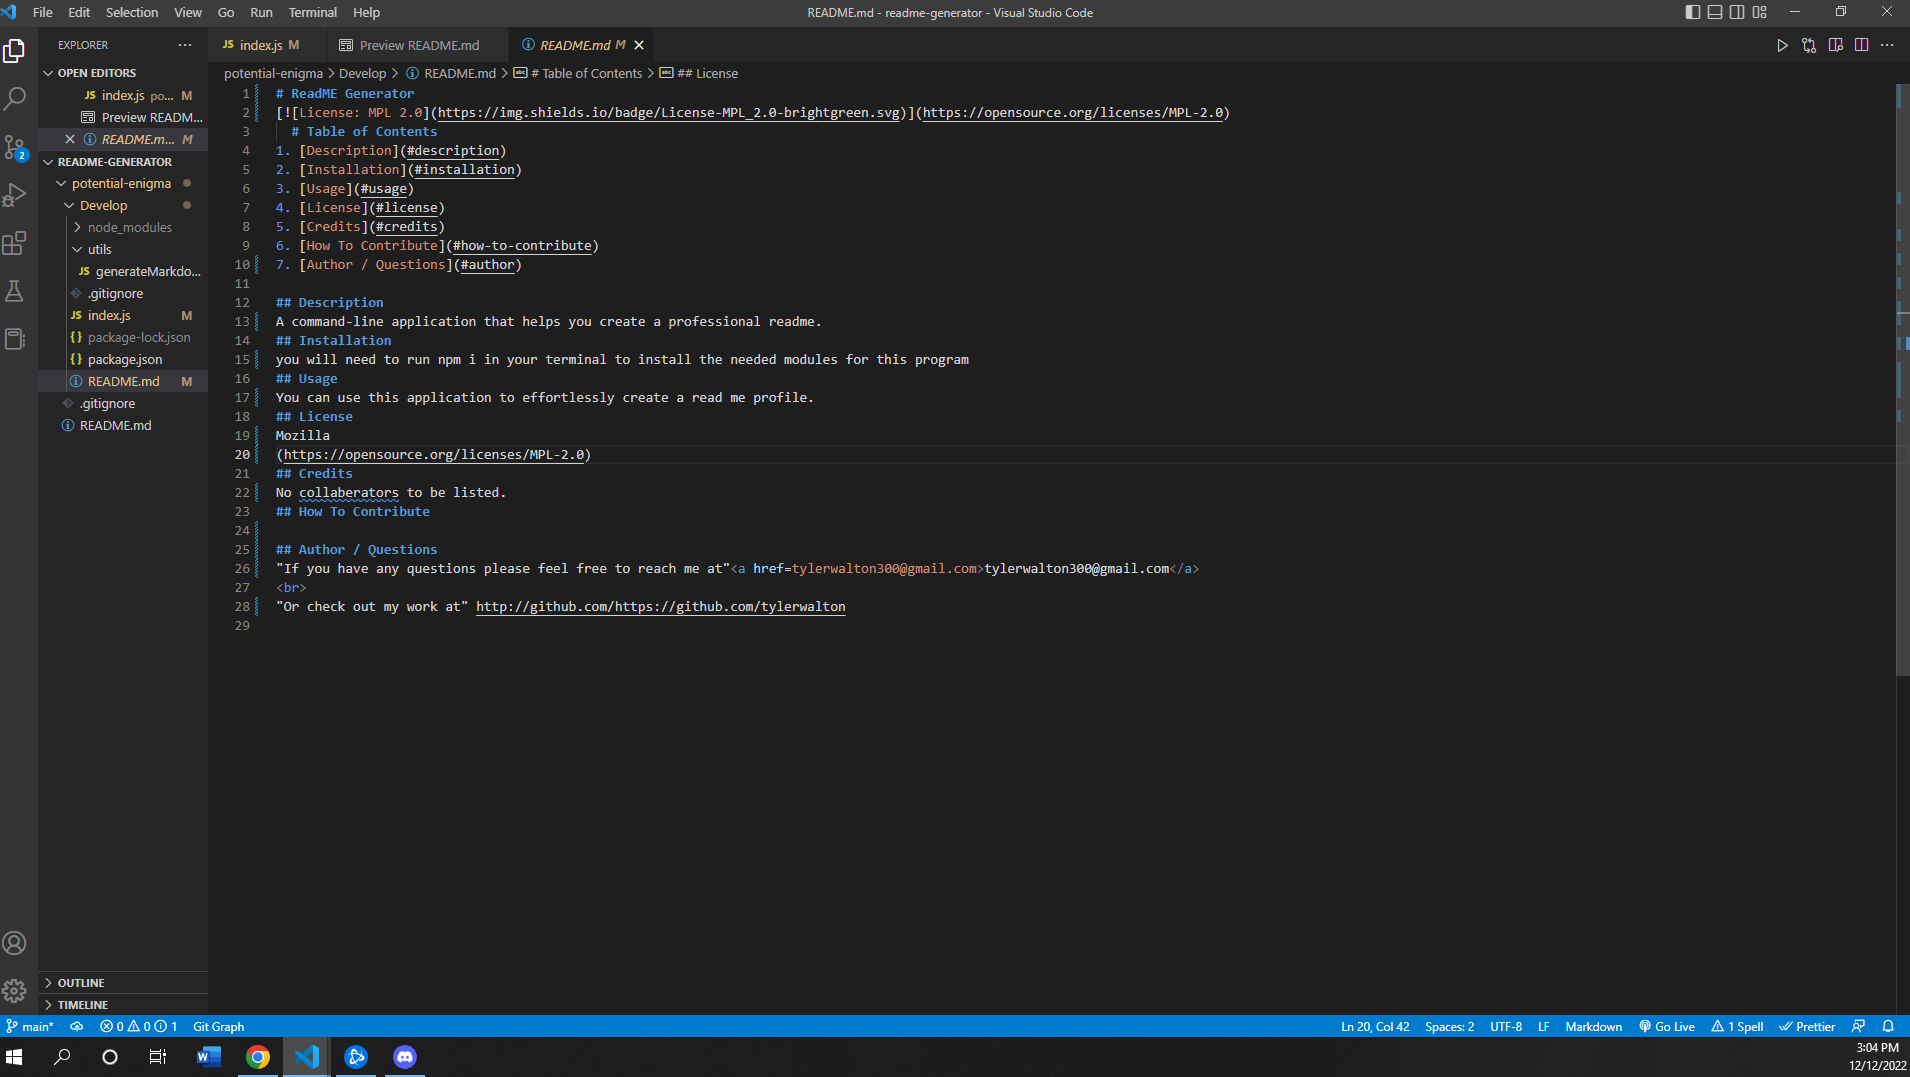 File Edit Selection View Go Run Terminal Help
README.md - readme-generator - Visual Studio Code
EXPLORER
OPEN EDITORS
JS index.js po... M
Preview READM...
README.m... M
README-GENERATOR
potential-enigma
Develop
node_modules
utils
JS generateMarkdo...
.gitignore
JS index.js M
{} package-lock.json
{} package.json
README.md M
.gitignore
README.md
OUTLINE
TIMELINE
2
JS index.js M
Preview README.md
README.md M
potential-enigma > Develop > README.md > # Table of Contents > ## License
1 # ReadME Generator
2 [![License: MPL 2.0](https://img.shields.io/badge/License-MPL_2.0-brightgreen.svg)](https://opensource.org/licenses/MPL-2.0)
3 # Table of Contents
4 1. [Description](#description)
5 2. [Installation](#installation)
6 3. [Usage](#usage)
7 4. [License](#license)
8 5. [Credits](#credits)
9 6. [How To Contribute](#how-to-contribute)
10 7. [Author / Questions](#author)
11
12 ## Description
13 A command-line application that helps you create a professional readme.
14 ## Installation
15 you will need to run npm i in your terminal to install the needed modules for this program
16 ## Usage
17 You can use this application to effortlessly create a read me profile.
18 ## License
19 Mozilla
20 (https://opensource.org/licenses/MPL-2.0)
21 ## Credits
22 No collaberators to be listed.
23 ## How To Contribute
24
25 ## Author / Questions
26 "If you have any questions please feel free to reach me at"<a href=tylerwalton300@gmail.com>tylerwalton300@gmail.com</a>
27 <br>
28 "Or check out my work at" http://github.com/https://github.com/tylerwalton
29
main* 0 0 1 Git Graph
Ln 20, Col 42 Spaces: 2 UTF-8 LF Markdown Go Live 1 Spell Prettier
3:04 PM
12/12/2022